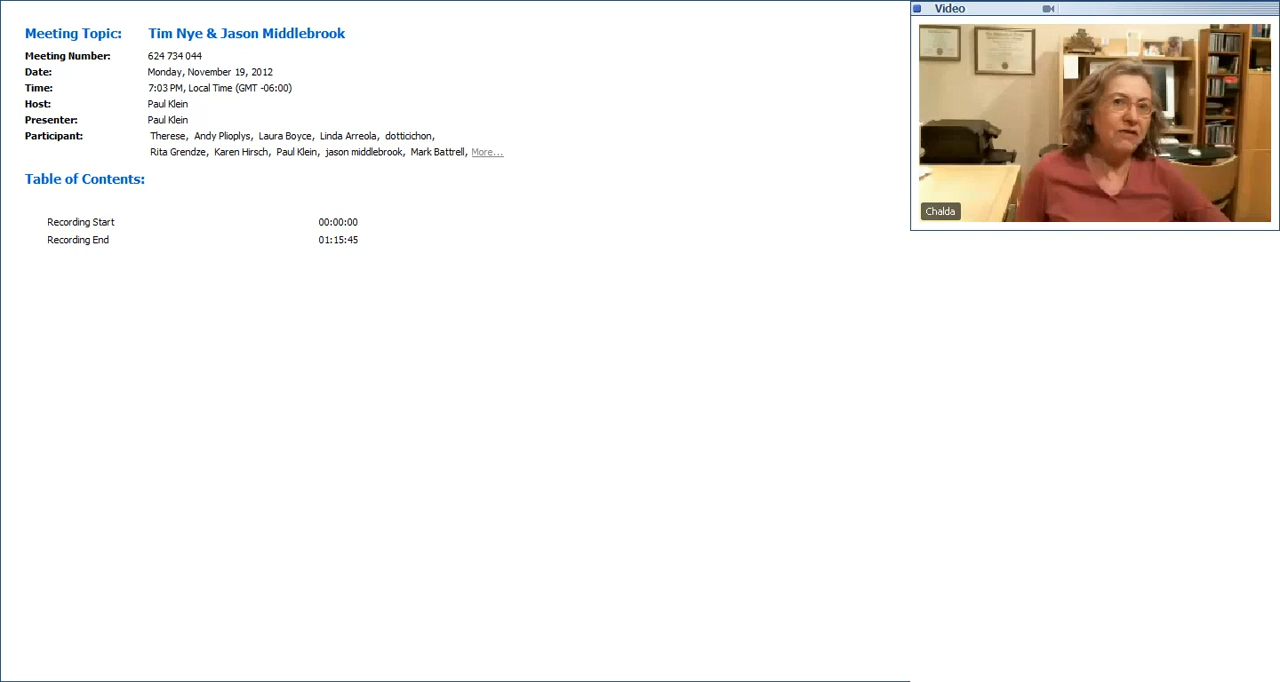 Meeting Topic: Tim Nye & Jason Middlebrook
Meeting Number: 624 734 044
Date: Monday, November 19, 2012
Time: 7:03 PM, Local Time (GMT -06:00)
Host: Paul Klein
Presenter: Paul Klein
Participant: Therese, Andy Plioplys, Laura Boyce, Linda Arreola, dotticichon,
Rita Grendze, Karen Hirsch, Paul Klein, jason middlebrook, Mark Battrell, More...
Table of Contents:
Recording Start 00:00:00
Recording End 01:15:45
Video
Chalda